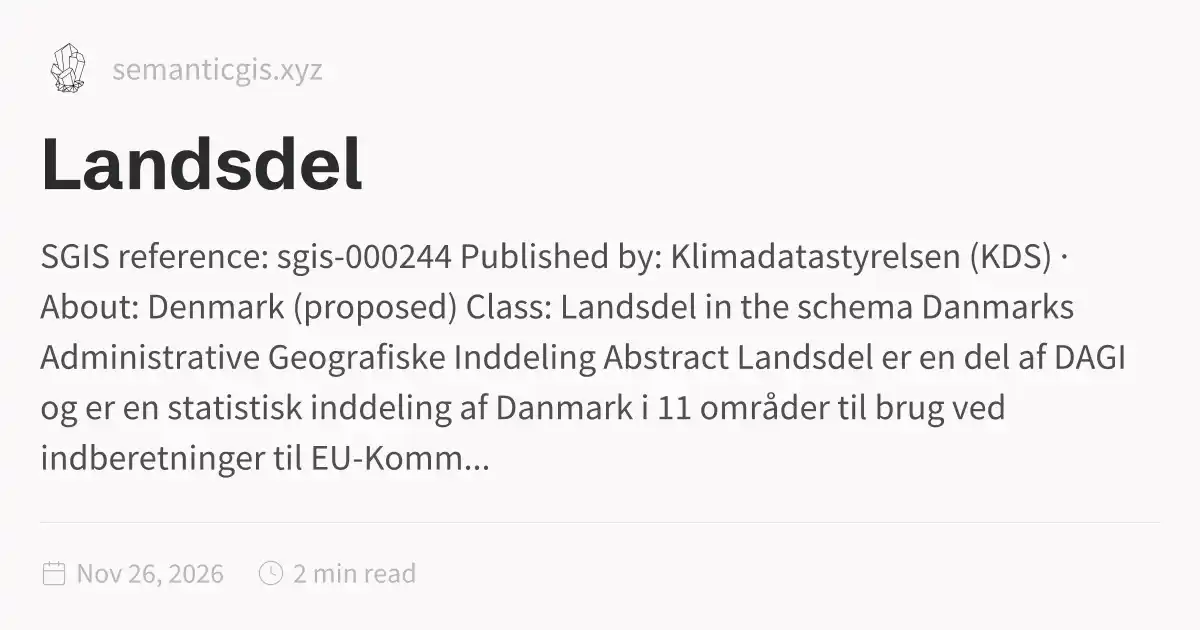 semanticgis.xyz
Landsdel
SGIS reference: sgis-000244 Published by: Klimadatastyrelsen (KDS) ·
About: Denmark (proposed) Class: Landsdel in the schema Danmarks
Administrative Geografiske Inddeling Abstract Landsdel er en del af DAGI
og er en statistisk inddeling af Danmark i 11 områder til brug ved
indberetninger til EU-Komm...
Nov 26, 2026 2 min read